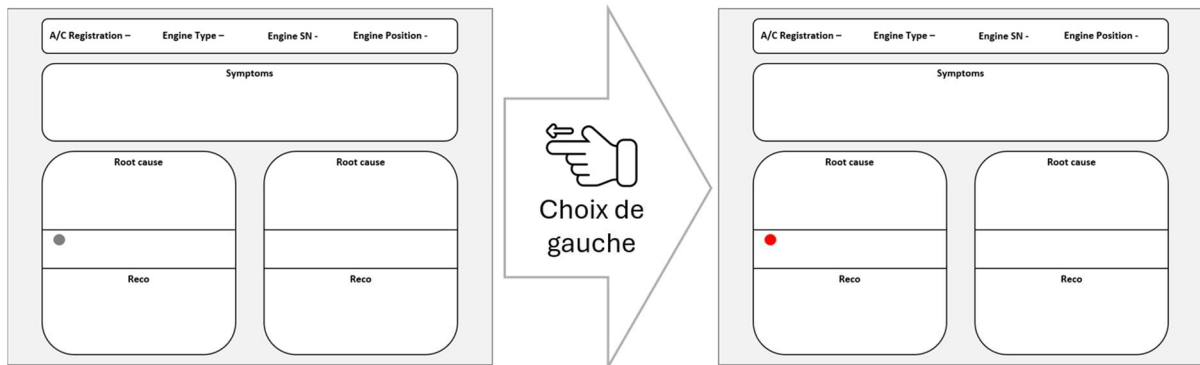 A/C Registration – Engine Type – Engine SN - Engine Position -
Symptoms
Root cause Root cause
Reco Reco
Choix de
gauche
A/C Registration – Engine Type – Engine SN - Engine Position -
Symptoms
Root cause Root cause
Reco Reco